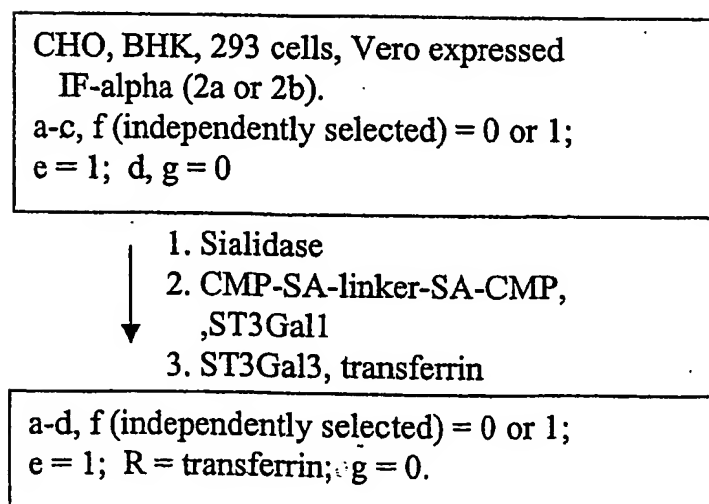 CHO, BHK, 293 cells, Vero expressed
IF-alpha (2a or 2b).
a-c, f (independently selected) = 0 or 1;
e = 1; d, g = 0
1. Sialidase
2. CMP-SA-linker-SA-CMP,
,ST3Gal1
3. ST3Gal3, transferrin
a-d, f (independently selected) = 0 or 1;
e = 1; R = transferrin; g = 0.